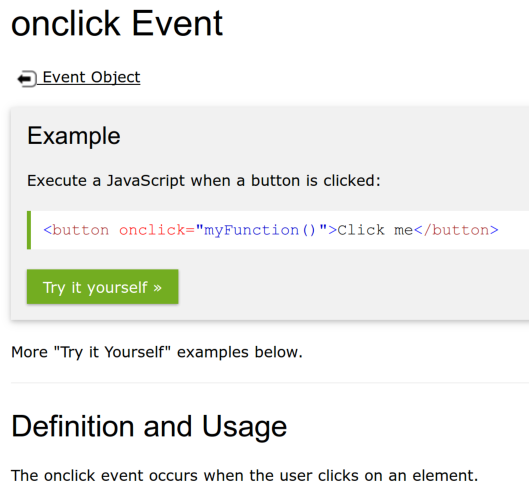 onclick Event
Event Object
Example
Execute a JavaScript when a button is clicked:
<button onclick="myFunction()">Click me</button>
Try it yourself »
More "Try it Yourself" examples below.
Definition and Usage
The onclick event occurs when the user clicks on an element.